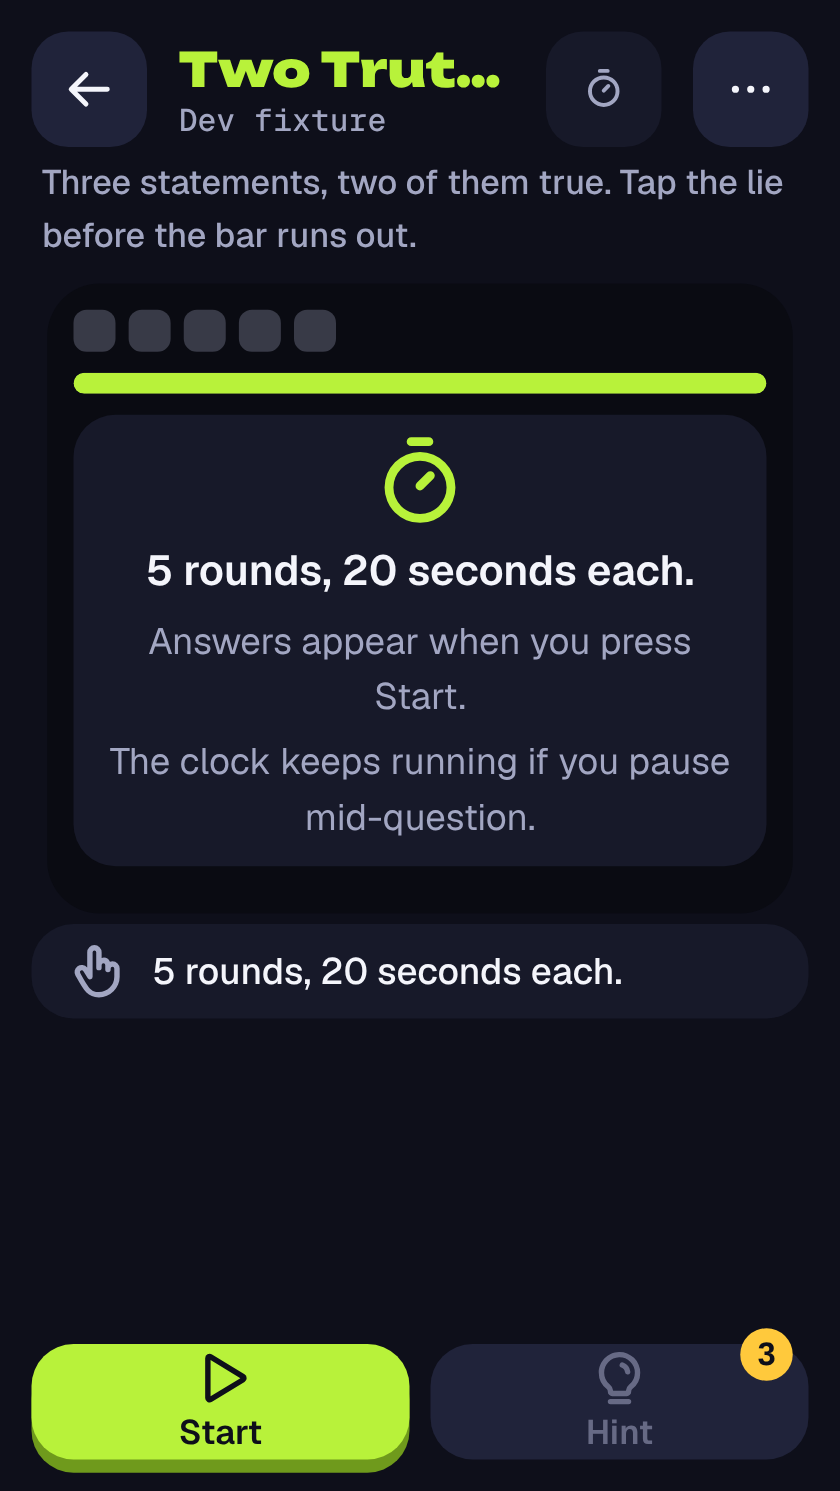 Two Trut...
Dev fixture
Three statements, two of them true. Tap the lie
before the bar runs out.
5 rounds, 20 seconds each.
Answers appear when you press
Start.
The clock keeps running if you pause
mid-question.
5 rounds, 20 seconds each.
3
Start
Hint